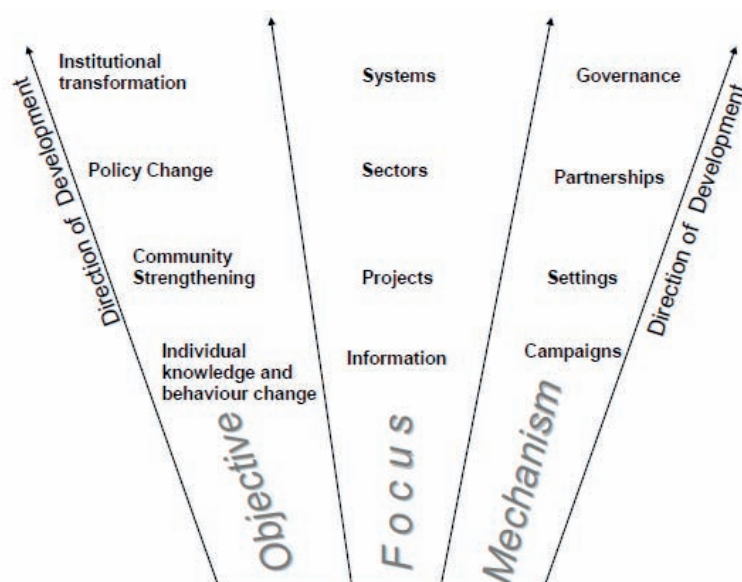 Institutional
transformation
Systems
Governance
Direction of Development
Policy Change
Sectors
Partnerships
Direction of Development
Community
Strengthening
Projects
Settings
Individual
knowledge and
behaviour change
Information
Campaigns
Objective
Focus
Mechanism